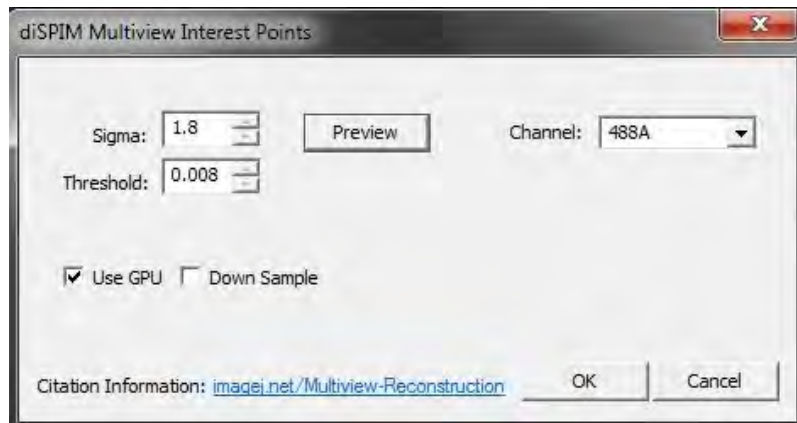 diSPIM Multiview Interest Points
Sigma: 1.8 Preview Channel: 488A
Threshold: 0.008
Use GPU Down Sample
Citation Information: imagej.net/Multiview-Reconstruction OK Cancel